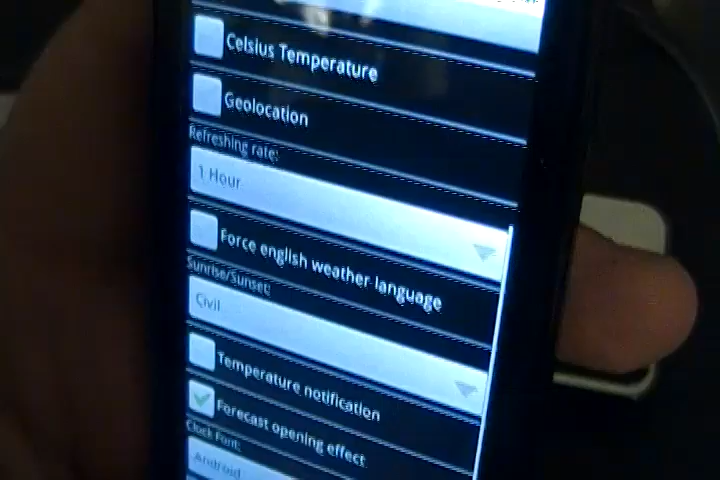 Celsius Temperature
Geolocation
Refreshing rate:
1 Hour
Force english weather language
Sunrise/Sunset:
Civil
Temperature notification
Forecast opening effect
Clock Font:
Android